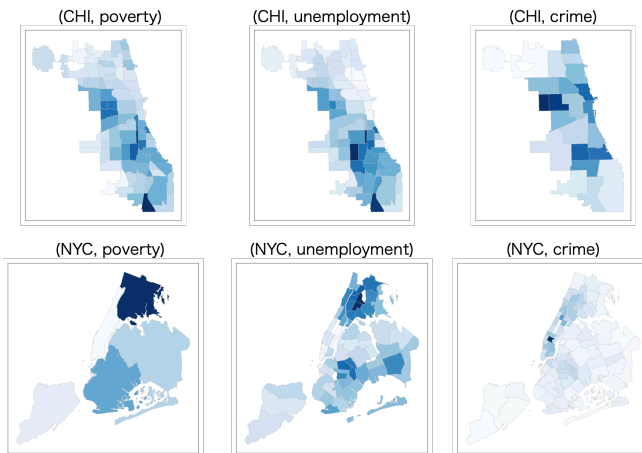 (CHI, poverty)
(CHI, unemployment)
(CHI, crime)
(NYC, poverty)
(NYC, unemployment)
(NYC, crime)